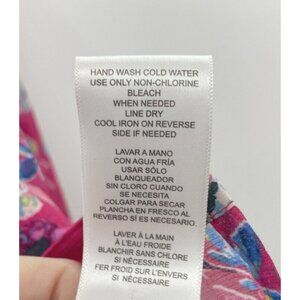 HAND WASH COLD WATER
USE ONLY NON-CHLORINE
BLEACH
WHEN NEEDED
LINE DRY
COOL IRON ON REVERSE
SIDE IF NEEDED
LAVAR A MANO
CON AGUA FRÍA
USAR SÓLO
BLANQUEADOR
SIN CLORO CUANDO SE
NECESITA
COLGAR PARA SECAR
PLANCHA EN FRESCO AL
REVERSO SÍ ES NECESARIO.
LAVER À LA MAIN
À L'EAU FROIDE
BLANCHIR SANS CHLORE
SI NÉCESSAIRE
FER FROID SUR L'ENVERS
SI NÉCESSAIRE